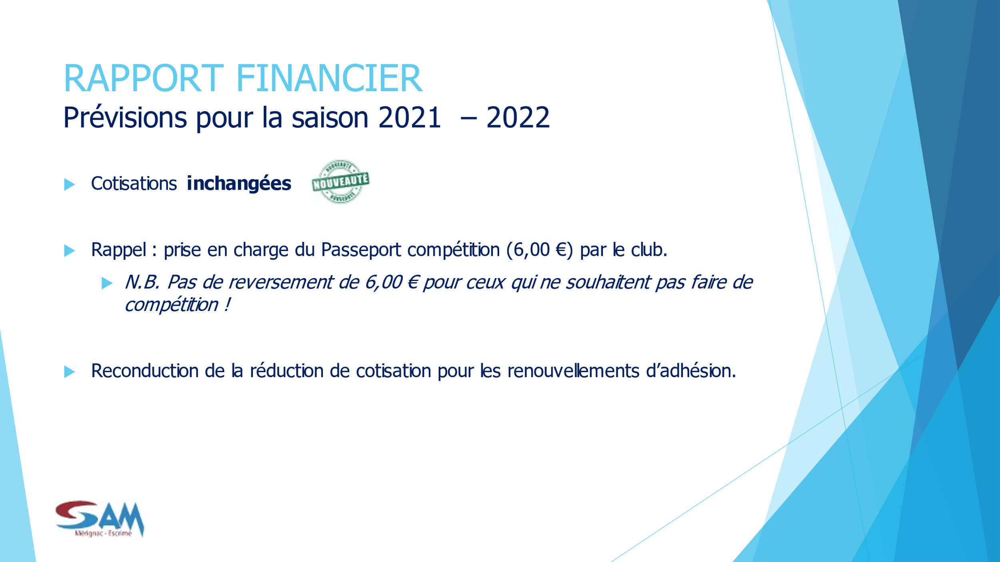 RAPPORT FINANCIER
Prévisions pour la saison 2021 – 2022
Cotisations inchangées
NOUVEAUTÉ
NOUVEAUTÉ
NOUVEAUTÉ
Rappel : prise en charge du Passeport compétition (6,00 €) par le club.
N.B. Pas de reversement de 6,00 € pour ceux qui ne souhaitent pas faire de
compétition !
Reconduction de la réduction de cotisation pour les renouvellements d’adhésion.
SAM
Mérignac - Escrime